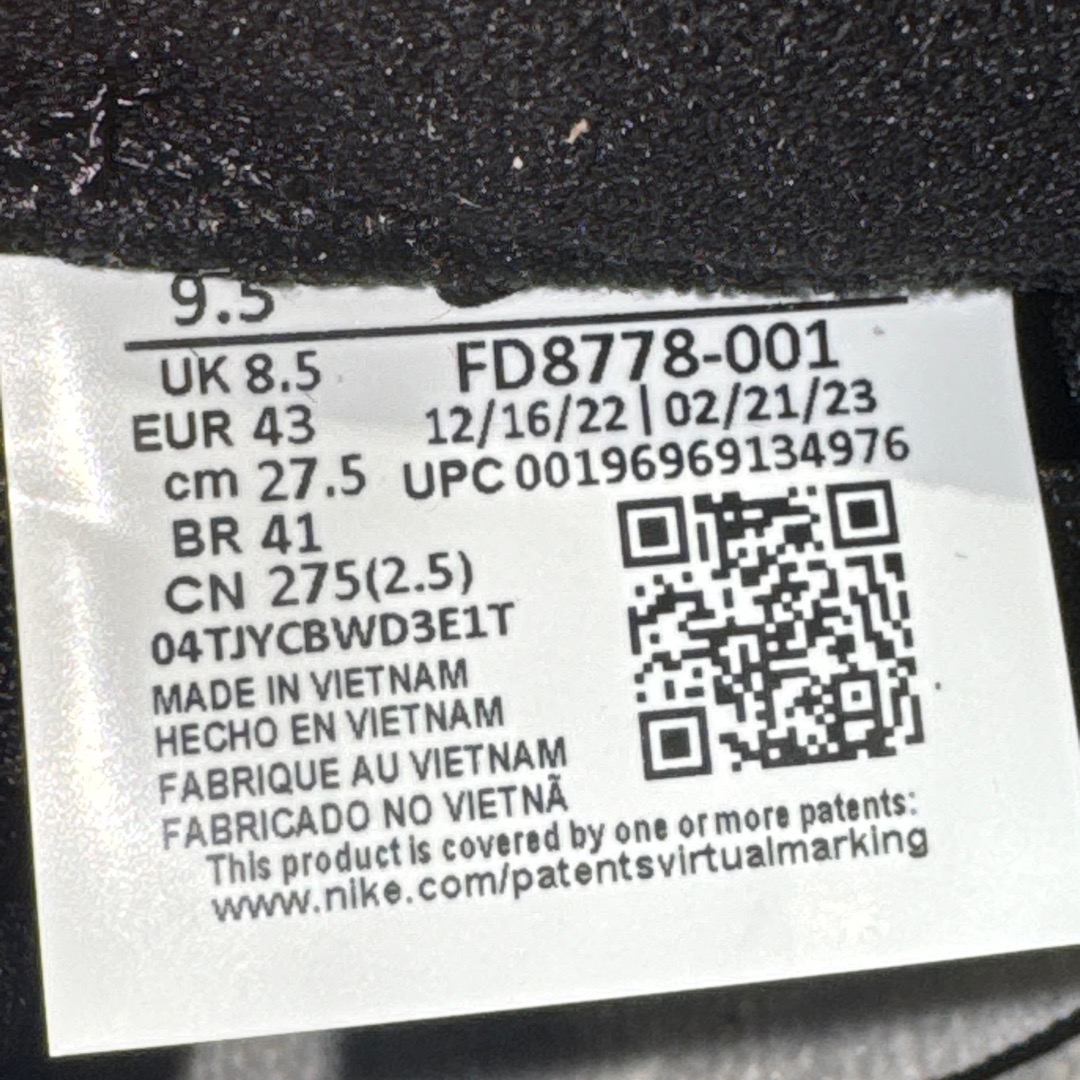 9.5
UK 8.5 FD8778-001
EUR 43 12/16/22 | 02/21/23
cm 27.5 UPC 00196969134976
BR 41
CN 275(2.5)
04TJYCBWD3E1T
MADE IN VIETNAM
HECHO EN VIETNAM
FABRIQUE AU VIETNAM
FABRICADO NO VIETNÃ
This product is covered by one or more patents:
www.nike.com/patentsvirtualmarking